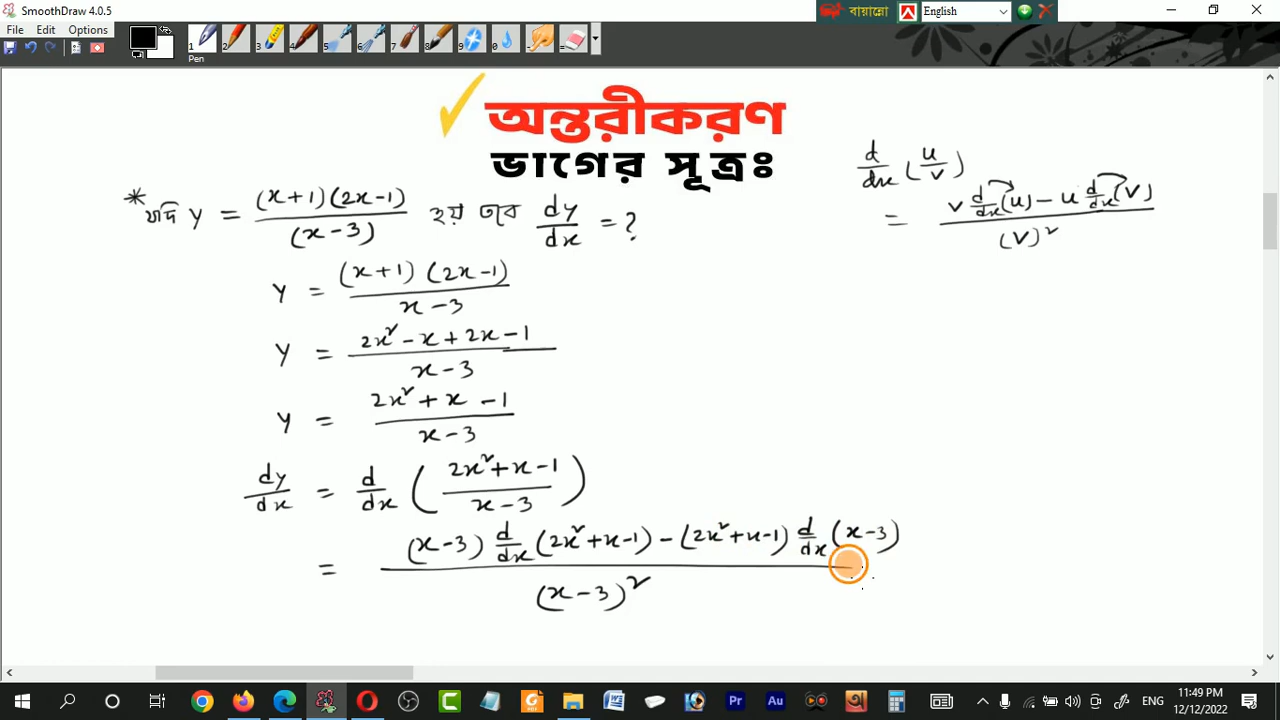 SmoothDraw 4.0.5
বায়ান্নো English
File Edit Options
Pen
অন্তরীকরণ
ভাগের সূত্রঃ
d/dx (u/v)
= (v d/dx(u) - u d/dx(v)) / (v)²
* যদি y = (x+1)(2x-1) / (x-3) হয় তবে dy/dx = ?
y = (x+1) (2x-1) / x-3
y = 2x² - x + 2x - 1 / x-3
y = 2x² + x - 1 / x-3
dy/dx = d/dx (2x²+x-1 / x-3)
= (x-3) d/dx (2x²+x-1) - (2x²+x-1) d/dx (x-3) / (x-3)²
ENG
11:49 PM
12/12/2022